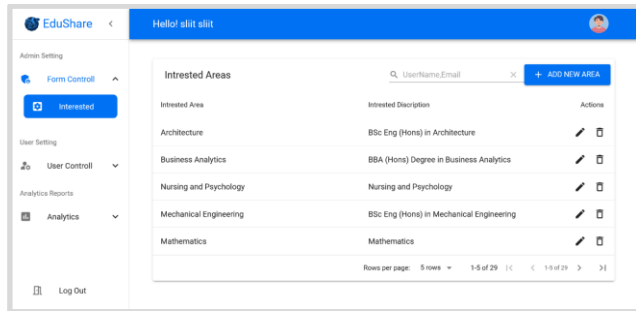 EduShare
Hello! sliit sliit
Admin Setting
Form Controll
Interested
User Setting
User Controll
Analytics Reports
Analytics
Log Out
Intrested Areas
UserName,Email
+ ADD NEW AREA
Intrested Area Intrested Discription Actions
Architecture BSc Eng (Hons) in Architecture
Business Analytics BBA (Hons) Degree in Business Analytics
Nursing and Psychology Nursing and Psychology
Mechanical Engineering BSc Eng (Hons) in Mechanical Engineering
Mathematics Mathematics
Rows per page: 5 rows 1-5 of 29 1-5 of 29